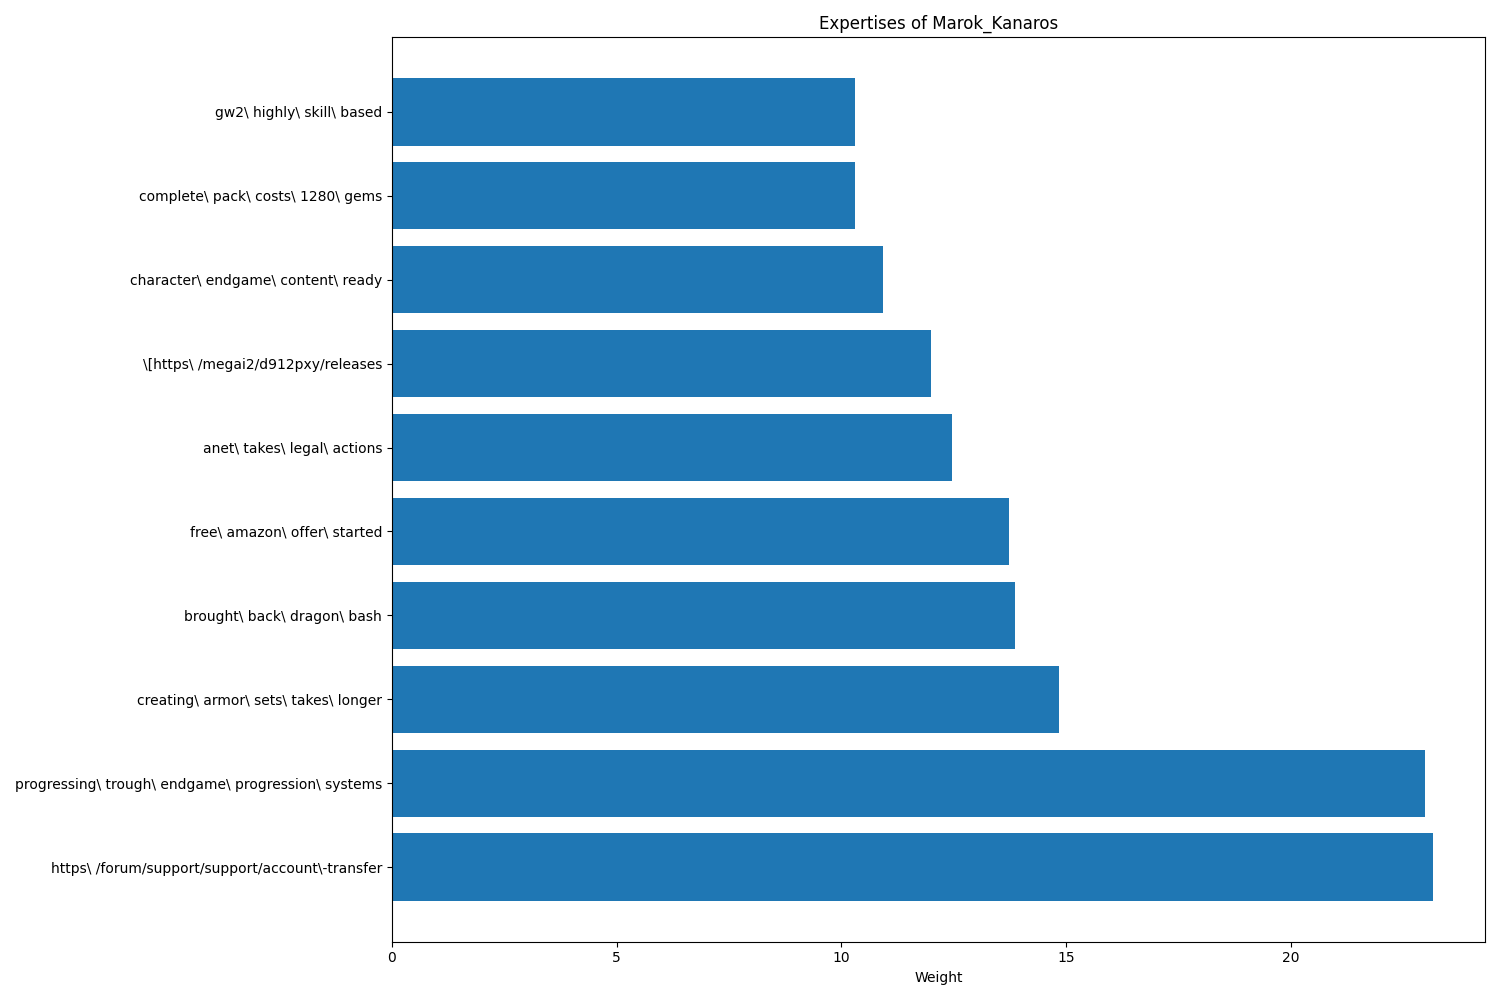 Expertises of Marok_Kanaros
gw2\ highly\ skill\ based
complete\ pack\ costs\ 1280\ gems
character\ endgame\ content\ ready
\[https\ /megai2/d912pxy/releases
anet\ takes\ legal\ actions
free\ amazon\ offer\ started
brought\ back\ dragon\ bash
creating\ armor\ sets\ takes\ longer
progressing\ trough\ endgame\ progression\ systems
https\ /forum/support/support/account\-transfer
0 5 10 15 20
Weight